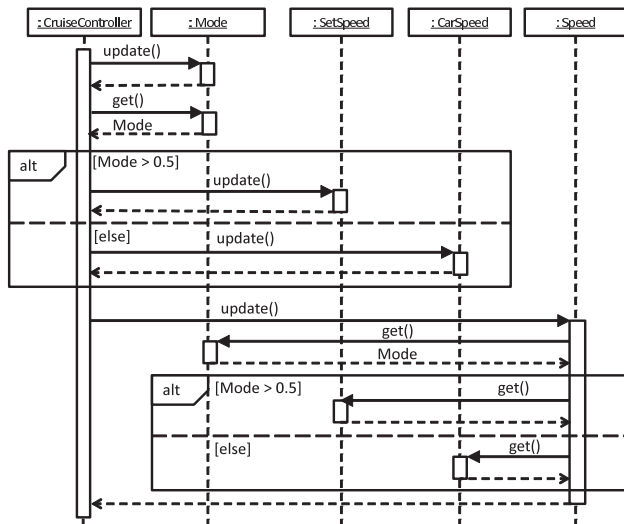 : CruiseController
: Mode
: SetSpeed
: CarSpeed
: Speed
update()
get()
Mode
alt
[Mode > 0.5]
update()
[else]
update()
update()
get()
Mode
alt
[Mode > 0.5]
get()
[else]
get()